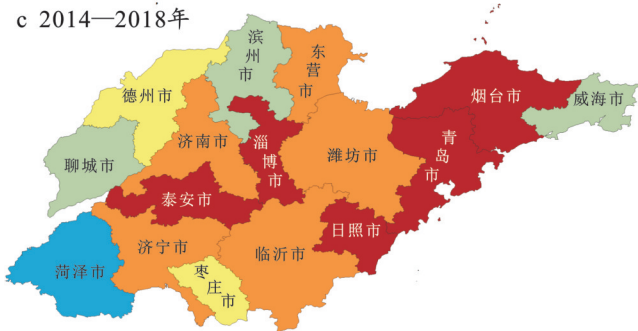 c 2014—2018年
滨州市
东营市
德州市
烟台市
威海市
济南市
淄博市
潍坊市
青岛市
聊城市
泰安市
日照市
济宁市
临沂市
菏泽市
枣庄市